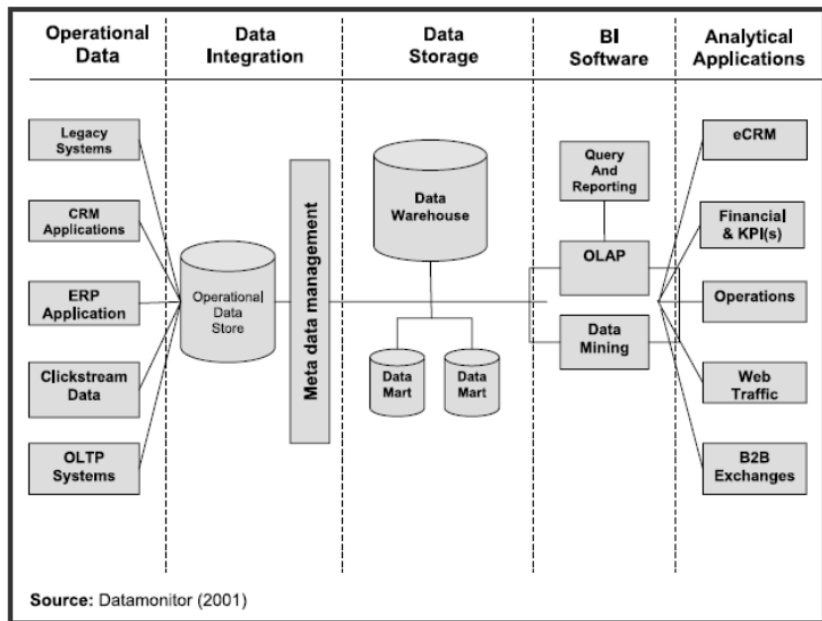 Operational
Data
Data
Integration
Data
Storage
BI
Software
Analytical
Applications
Legacy
Systems
CRM
Applications
ERP
Application
Clickstream
Data
OLTP
Systems
Operational
Data
Store
Meta data management
Data
Warehouse
Data
Mart
Data
Mart
Query
And
Reporting
OLAP
Data
Mining
eCRM
Financial
& KPI(s)
Operations
Web
Traffic
B2B
Exchanges
Source: Datamonitor (2001)